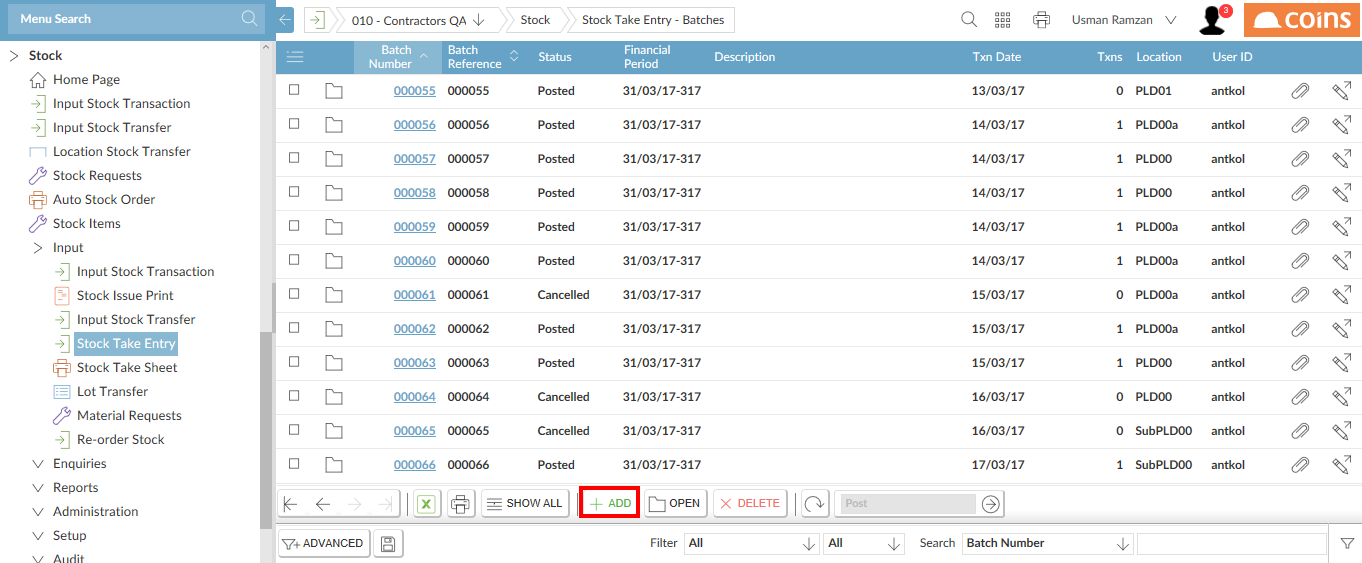 Menu Search
010 - Contractors QA
Stock
Stock Take Entry - Batches
Usman Ramzan
3
coins
Stock
Home Page
Input Stock Transaction
Input Stock Transfer
Location Stock Transfer
Stock Requests
Auto Stock Order
Stock Items
Input
Input Stock Transaction
Stock Issue Print
Input Stock Transfer
Stock Take Entry
Stock Take Sheet
Lot Transfer
Material Requests
Re-order Stock
Enquiries
Reports
Administration
Setup
Audit
Batch Number Batch Reference Status Financial Period Description Txn Date Txns Location User ID
000055 000055 Posted 31/03/17-317 13/03/17 0 PLD01 antkol
000056 000056 Posted 31/03/17-317 14/03/17 1 PLD00a antkol
000057 000057 Posted 31/03/17-317 14/03/17 1 PLD00 antkol
000058 000058 Posted 31/03/17-317 14/03/17 1 PLD00 antkol
000059 000059 Posted 31/03/17-317 14/03/17 1 PLD00a antkol
000060 000060 Posted 31/03/17-317 14/03/17 1 PLD00a antkol
000061 000061 Cancelled 31/03/17-317 15/03/17 0 PLD00a antkol
000062 000062 Posted 31/03/17-317 15/03/17 1 PLD00a antkol
000063 000063 Posted 31/03/17-317 15/03/17 1 PLD00 antkol
000064 000064 Cancelled 31/03/17-317 16/03/17 0 PLD00 antkol
000065 000065 Cancelled 31/03/17-317 16/03/17 0 SubPLD00 antkol
000066 000066 Posted 31/03/17-317 17/03/17 1 SubPLD00 antkol
SHOW ALL ADD OPEN DELETE Post
ADVANCED Filter All All Search Batch Number